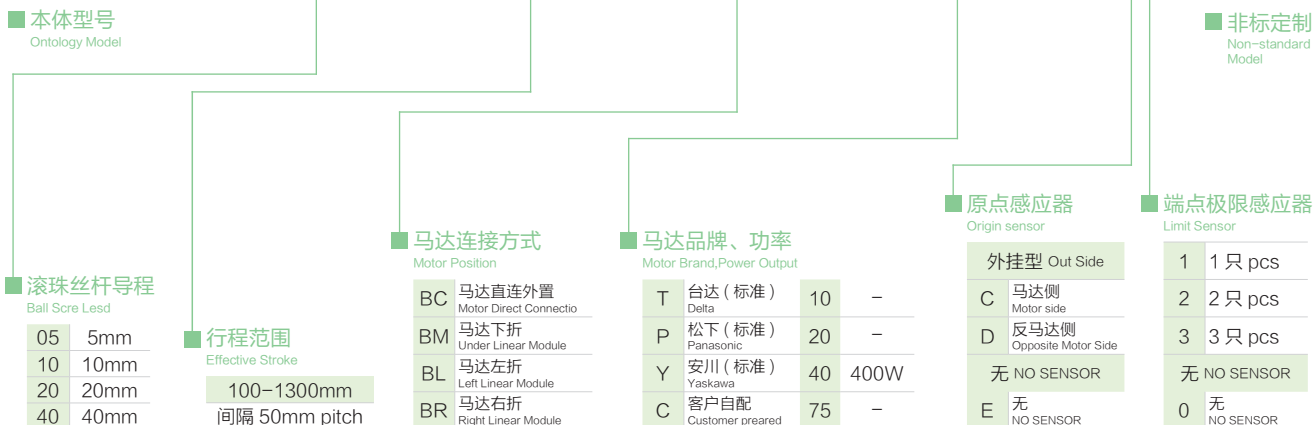 本体型号
Ontology Model
非标定制
Non-standard
Model
滚珠丝杆导程
Ball Scre Lesd
05 5mm
10 10mm
20 20mm
40 40mm
行程范围
Effective Stroke
100-1300mm
间隔 50mm pitch
马达连接方式
Motor Position
BC 马达直连外置
Motor Direct Connectio
BM 马达下折
Under Linear Module
BL 马达左折
Left Linear Module
BR 马达右折
Right Linear Module
马达品牌、功率
Motor Brand,Power Output
T 台达 ( 标准 ) 10 -
Delta
P 松下 ( 标准 ) 20 -
Panasonic
Y 安川 ( 标准 ) 40 400W
Yaskawa
C 客户自配 75 -
Customer preared
原点感应器
Origin sensor
外挂型 Out Side
C 马达侧
Motor side
D 反马达侧
Opposite Motor Side
无 NO SENSOR
E 无
NO SENSOR
端点极限感应器
Limit Sensor
1 1 只 pcs
2 2 只 pcs
3 3 只 pcs
无 NO SENSOR
0 无
NO SENSOR